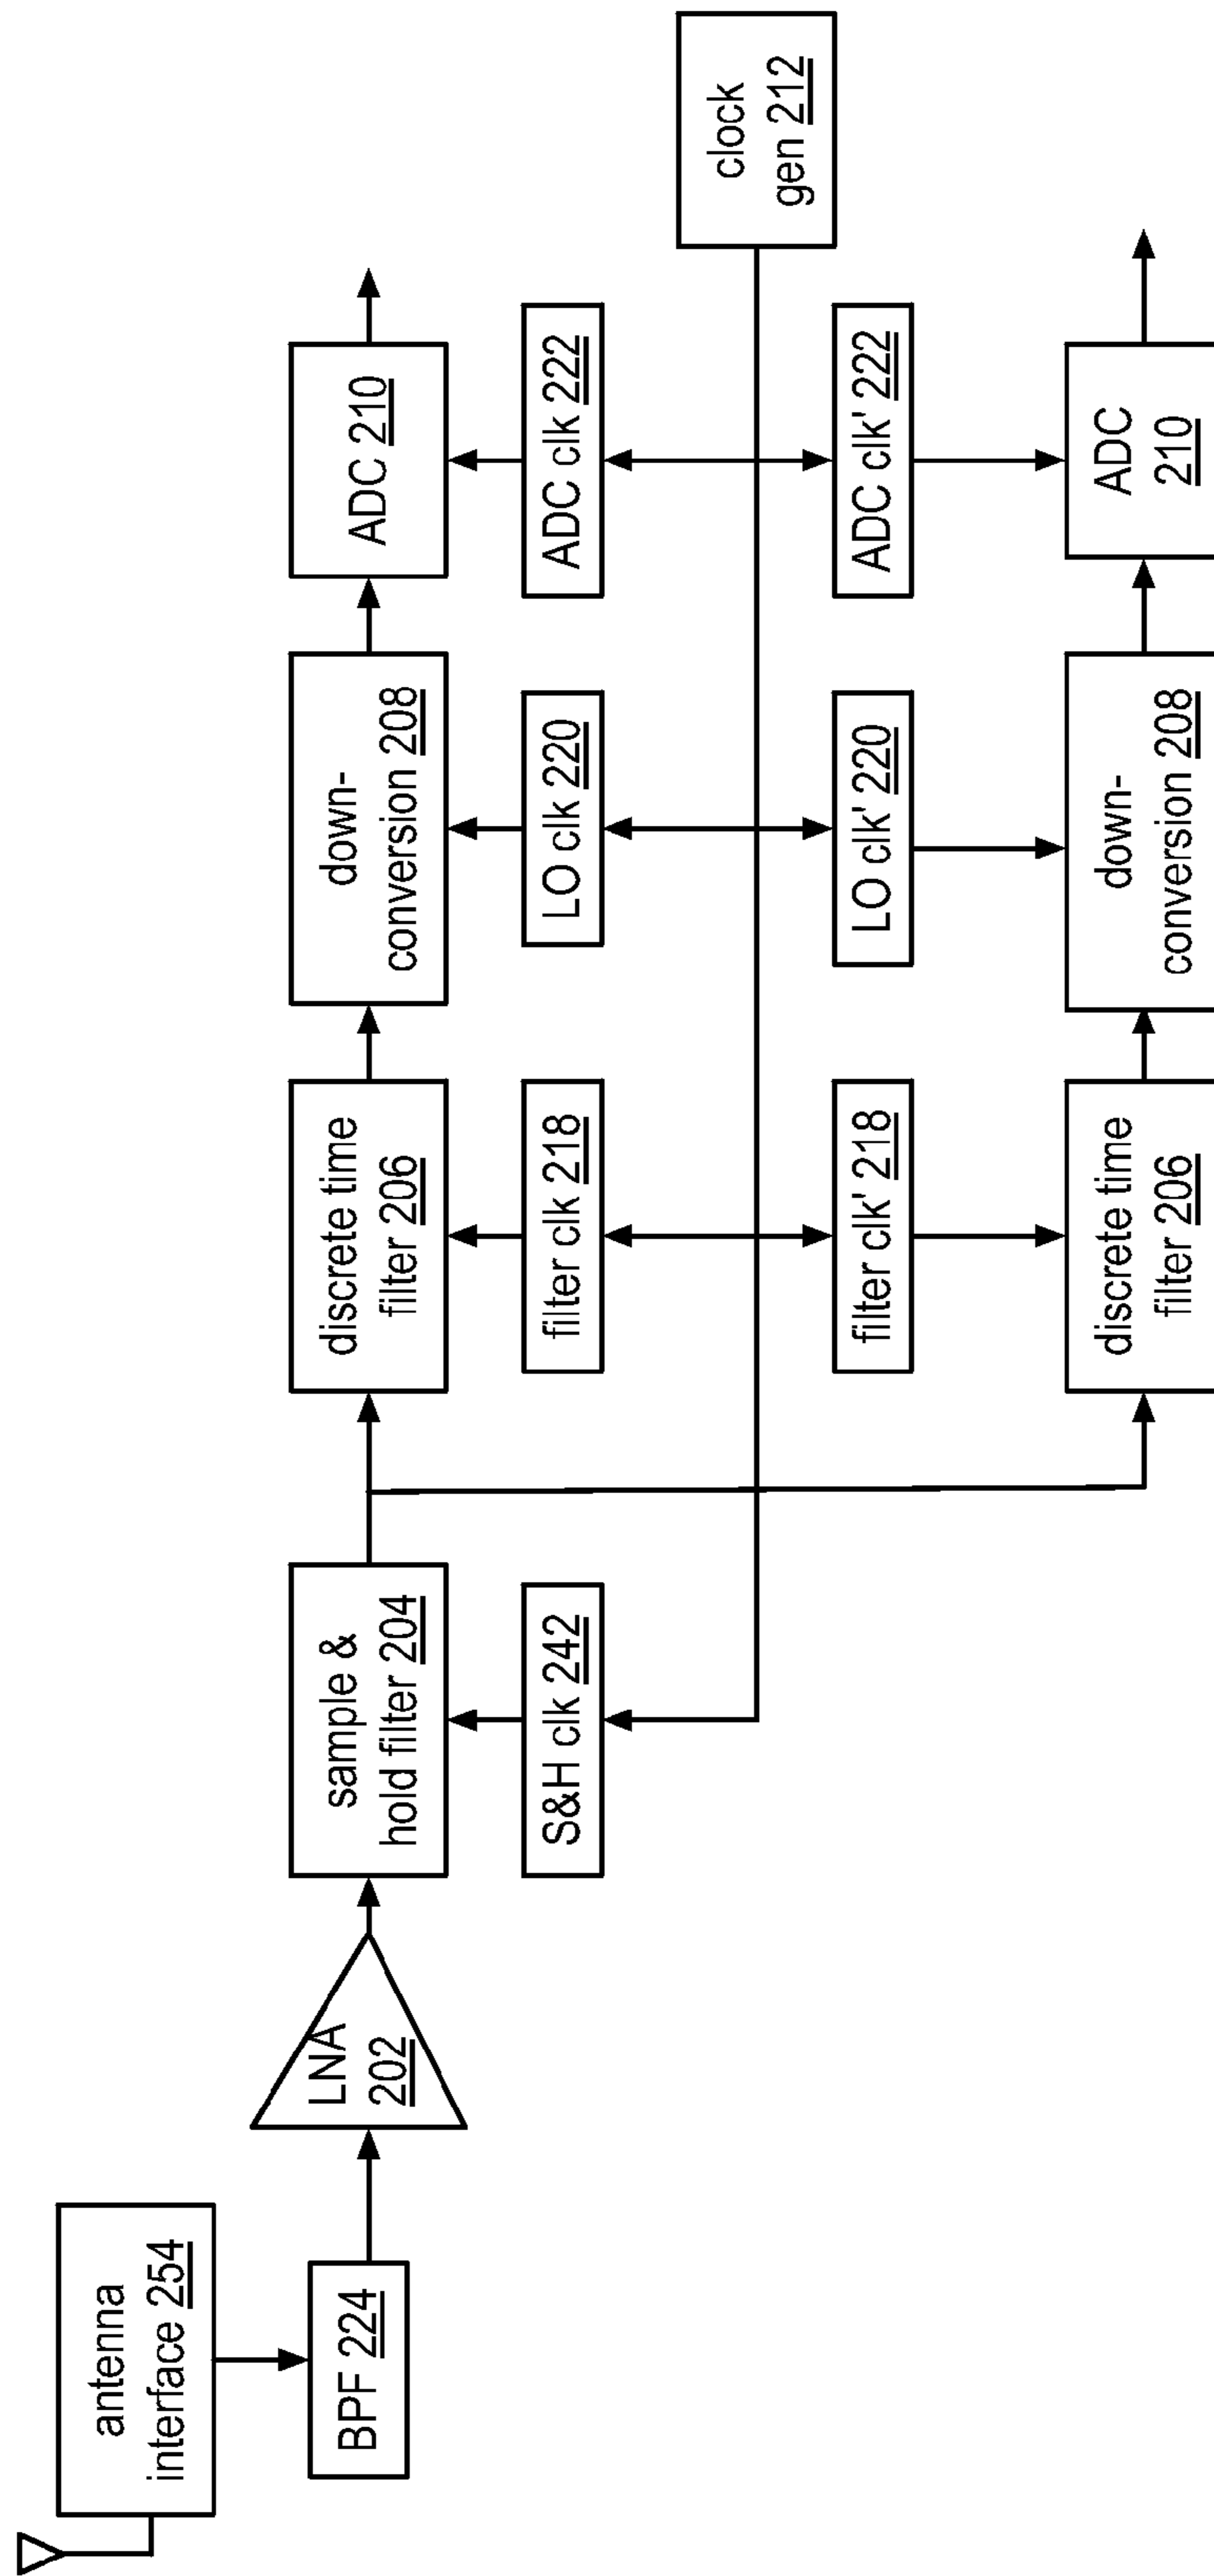 antenna
interface 254
BPF 224
LNA
202
sample &
hold filter 204
S&H clk 242
discrete time
filter 206
filter clk 218
filter clk' 218
discrete time
filter 206
down-
conversion 208
LO clk 220
LO clk' 220
down-
conversion 208
ADC 210
ADC clk 222
ADC clk' 222
ADC
210
clock
gen 212